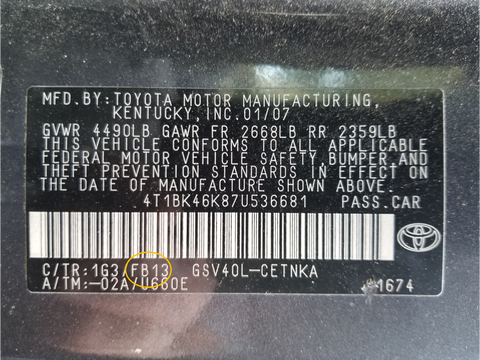 MFD.BY:TOYOTA MOTOR MANUFACTURING,
KENTUCKY,INC.01/07
GVWR 4490LB GAWR FR 2668LB RR 2359LB
THIS VEHICLE CONFORMS TO ALL APPLICABLE
FEDERAL MOTOR VEHICLE SAFETY,BUMPER,AND
THEFT PREVENTION STANDARDS IN EFFECT ON
THE DATE OF MANUFACTURE SHOWN ABOVE.
4T1BK46K87U536681 PASS.CAR
C/TR:1G3/FB13 GSV40L-CETNKA
A/TM:-02A/U660E